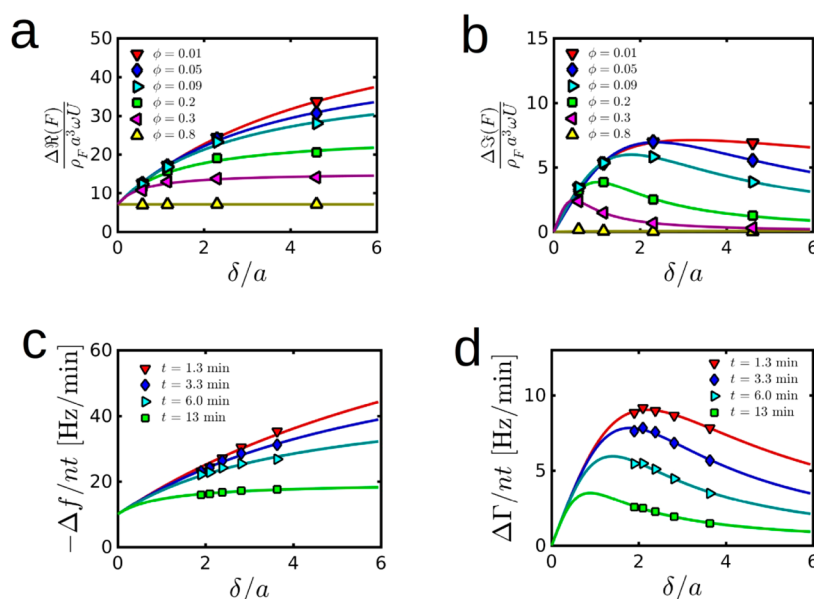 a
50
40
30
20
10
0
0 2 4 6
Δℜ(F)
ρ_F a³ωU̅
δ/a
ϕ = 0.01
ϕ = 0.05
ϕ = 0.09
ϕ = 0.2
ϕ = 0.3
ϕ = 0.8
b
15
10
5
0
0 2 4 6
Δℑ(F)
ρ_F a³ωU̅
δ/a
ϕ = 0.01
ϕ = 0.05
ϕ = 0.09
ϕ = 0.2
ϕ = 0.3
ϕ = 0.8
c
60
40
20
0
0 2 4 6
−Δf/nt [Hz/min]
δ/a
t = 1.3 min
t = 3.3 min
t = 6.0 min
t = 13 min
d
10
5
0
0 2 4 6
ΔΓ/nt [Hz/min]
δ/a
t = 1.3 min
t = 3.3 min
t = 6.0 min
t = 13 min